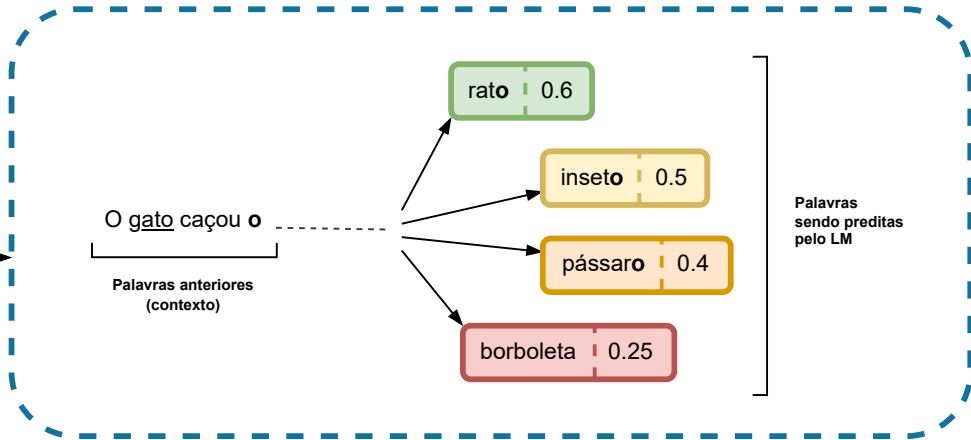 O gato caçou o
Palavras anteriores
(contexto)
rato 0.6
inseto 0.5
pássaro 0.4
borboleta 0.25
Palavras
sendo preditas
pelo LM